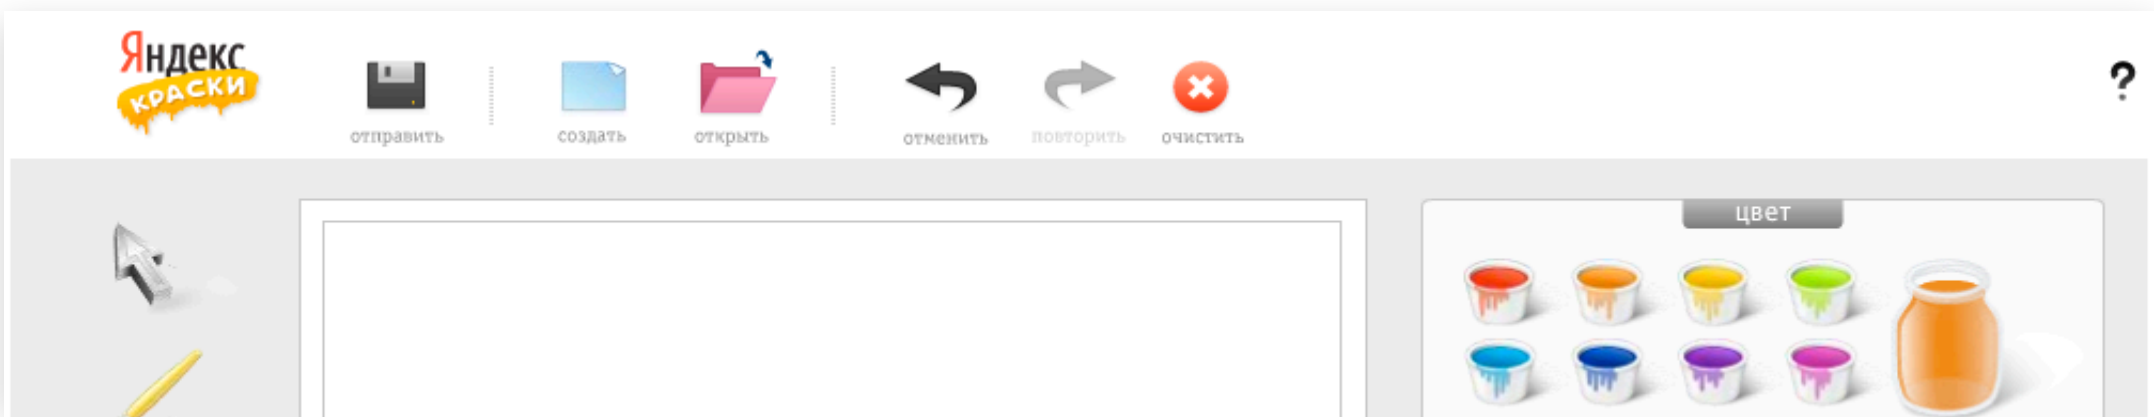 Яндекс
КРАСКИ
отправить
создать
открыть
отменить
повторить
очистить
?
цвет